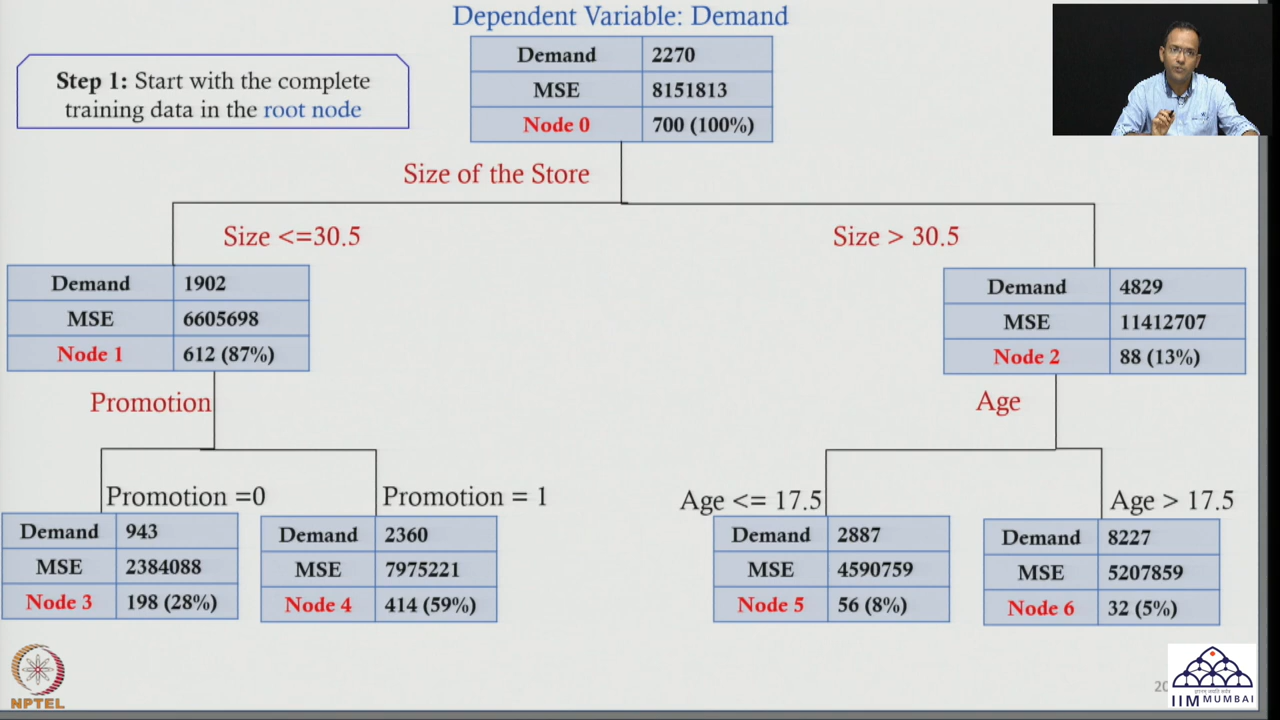 Dependent Variable: Demand
Step 1: Start with the complete
training data in the root node
Demand 2270
MSE 8151813
Node 0 700 (100%)
Size of the Store
Size <=30.5
Size > 30.5
Demand 1902
MSE 6605698
Node 1 612 (87%)
Demand 4829
MSE 11412707
Node 2 88 (13%)
Promotion
Age
Promotion =0
Promotion = 1
Age <= 17.5
Age > 17.5
Demand 943
MSE 2384088
Node 3 198 (28%)
Demand 2360
MSE 7975221
Node 4 414 (59%)
Demand 2887
MSE 4590759
Node 5 56 (8%)
Demand 8227
MSE 5207859
Node 6 32 (5%)
NPTEL
20
IIM MUMBAI